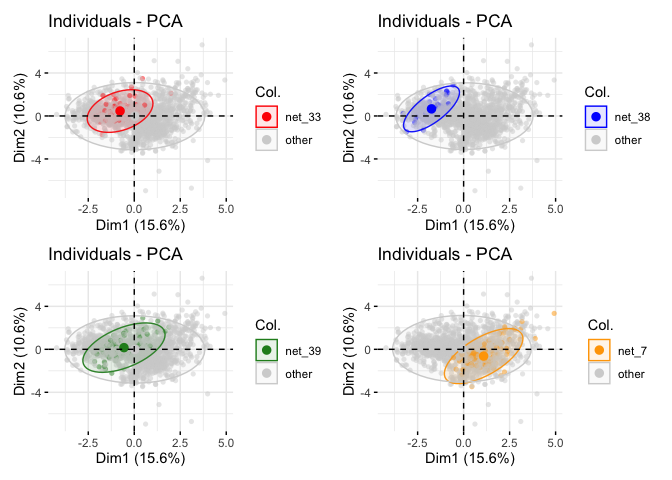 Individuals - PCA
Dim2 (10.6%)
4
0
-4
-2.5 0.0 2.5 5.0
Dim1 (15.6%)
Col.
net_33
other
Individuals - PCA
Dim2 (10.6%)
4
0
-4
-2.5 0.0 2.5 5.0
Dim1 (15.6%)
Col.
net_38
other
Individuals - PCA
Dim2 (10.6%)
4
0
-4
-2.5 0.0 2.5 5.0
Dim1 (15.6%)
Col.
net_39
other
Individuals - PCA
Dim2 (10.6%)
4
0
-4
-2.5 0.0 2.5 5.0
Dim1 (15.6%)
Col.
net_7
other